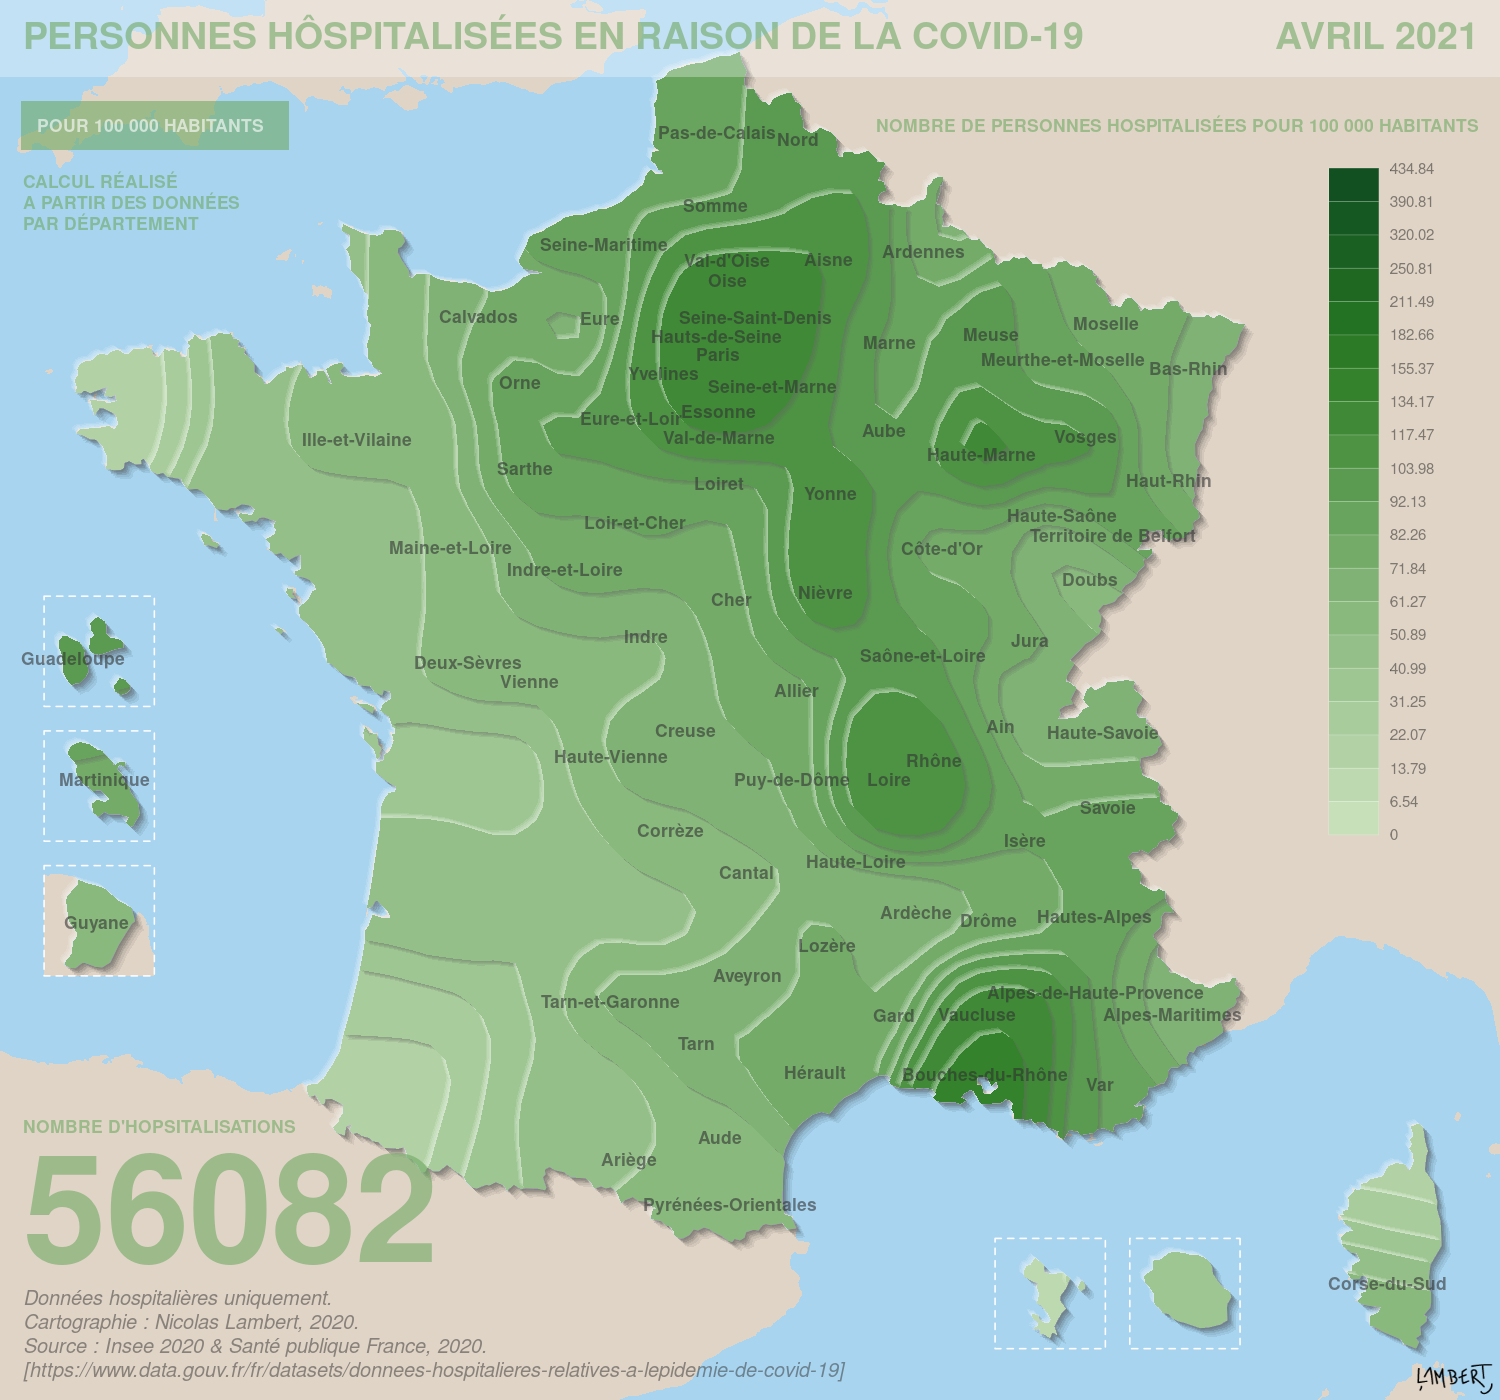 PERSONNES HÔSPITALISÉES EN RAISON DE LA COVID-19
AVRIL 2021
POUR 100 000 HABITANTS
NOMBRE DE PERSONNES HOSPITALISÉES POUR 100 000 HABITANTS
CALCUL RÉALISÉ
A PARTIR DES DONNÉES
PAR DÉPARTEMENT
434.84
390.81
320.02
250.81
211.49
182.66
155.37
134.17
117.47
103.98
92.13
82.26
71.84
61.27
50.89
40.99
31.25
22.07
13.79
6.54
0
Pas-de-Calais
Nord
Somme
Seine-Maritime
Ardennes
Val-d'Oise
Aisne
Oise
Calvados
Eure
Seine-Saint-Denis
Hauts-de-Seine
Paris
Marne
Meuse
Moselle
Meurthe-et-Moselle
Bas-Rhin
Yvelines
Orne
Seine-et-Marne
Essonne
Eure-et-Loir
Val-de-Marne
Ille-et-Vilaine
Aube
Vosges
Haute-Marne
Sarthe
Loiret
Yonne
Haut-Rhin
Loir-et-Cher
Haute-Saône
Territoire de Belfort
Maine-et-Loire
Côte-d'Or
Indre-et-Loire
Doubs
Cher
Nièvre
Indre
Jura
Deux-Sèvres
Saône-et-Loire
Vienne
Allier
Guadeloupe
Creuse
Ain
Haute-Savoie
Haute-Vienne
Rhône
Puy-de-Dôme
Loire
Martinique
Savoie
Corrèze
Isère
Haute-Loire
Cantal
Ardèche
Drôme
Hautes-Alpes
Guyane
Lozère
Aveyron
Alpes-de-Haute-Provence
Tarn-et-Garonne
Gard
Vaucluse
Alpes-Maritimes
Tarn
Hérault
Bouches-du-Rhône
Var
Aude
Ariège
Pyrénées-Orientales
Corse-du-Sud
NOMBRE D'HOPSITALISATIONS
56082
Données hospitalières uniquement.
Cartographie : Nicolas Lambert, 2020.
Source : Insee 2020 & Santé publique France, 2020.
[https://www.data.gouv.fr/fr/datasets/donnees-hospitalieres-relatives-a-lepidemie-de-covid-19]
LAMBERT